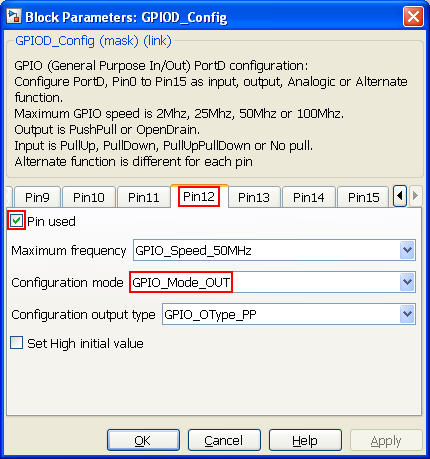 Block Parameters: GPIOD_Config
GPIOD_Config (mask) (link)
GPIO (General Purpose In/Out) PortD configuration:
Configure PortD, Pin0 to Pin15 as input, output, Analogic or Alternate
function.
Maximum GPIO speed is 2Mhz, 25Mhz, 50Mhz or 100Mhz.
Output is PushPull or OpenDrain.
Input is PullUp, PullDown, PullUpPullDown or No pull.
Alternate function is different for each pin
Pin9 Pin10 Pin11 Pin12 Pin13 Pin14 Pin15
Pin used
Maximum frequency GPIO_Speed_50MHz
Configuration mode GPIO_Mode_OUT
Configuration output type GPIO_OType_PP
Set High initial value
OK Cancel Help Apply